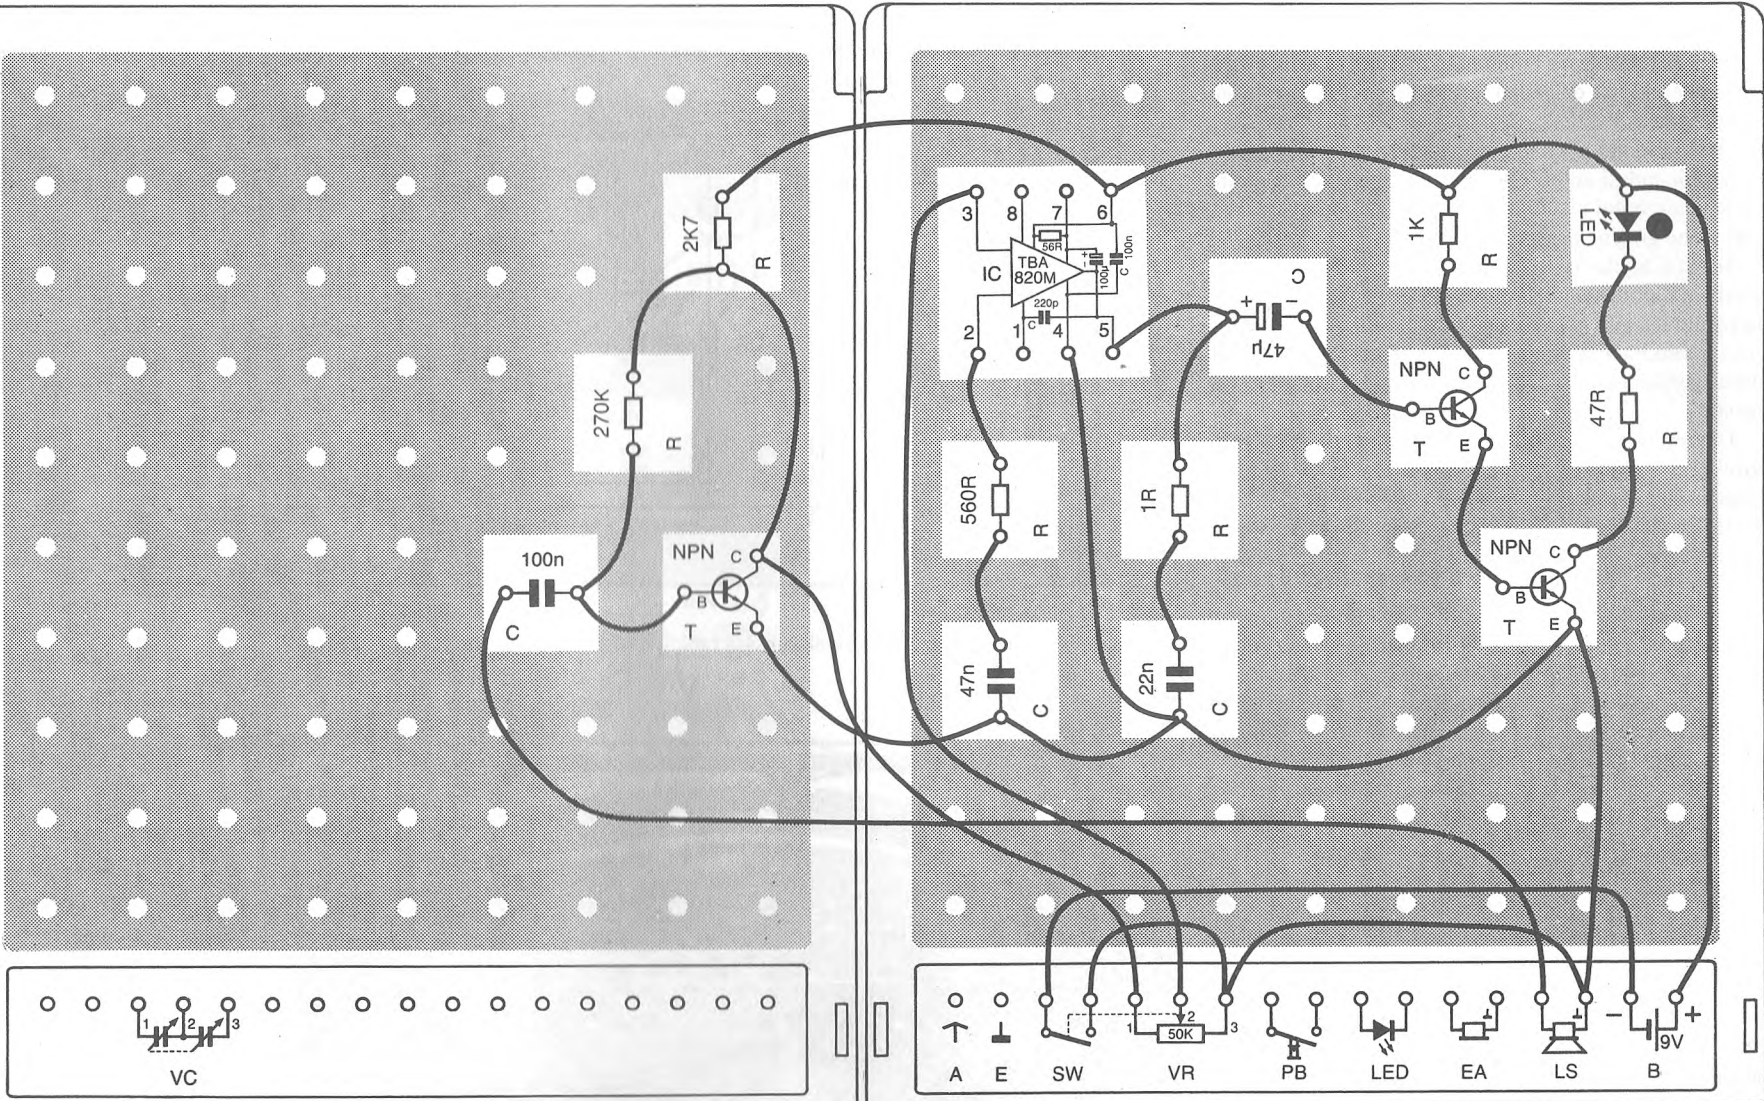 2K7
R
270K
R
100n
C
NPN
C
B
E
T
1
2
3
VC
3
8
7
6
56R
100n
C
+
-
100µ
IC
TBA
820M
220p
C
2
1
4
5
C
+
-
47µ
1K
R
LED
NPN
C
B
E
T
47R
R
560R
R
1R
R
47n
C
22n
C
NPN
C
B
E
T
1
2
3
50K
-
+
9V
A
E
SW
VR
PB
LED
EA
LS
B